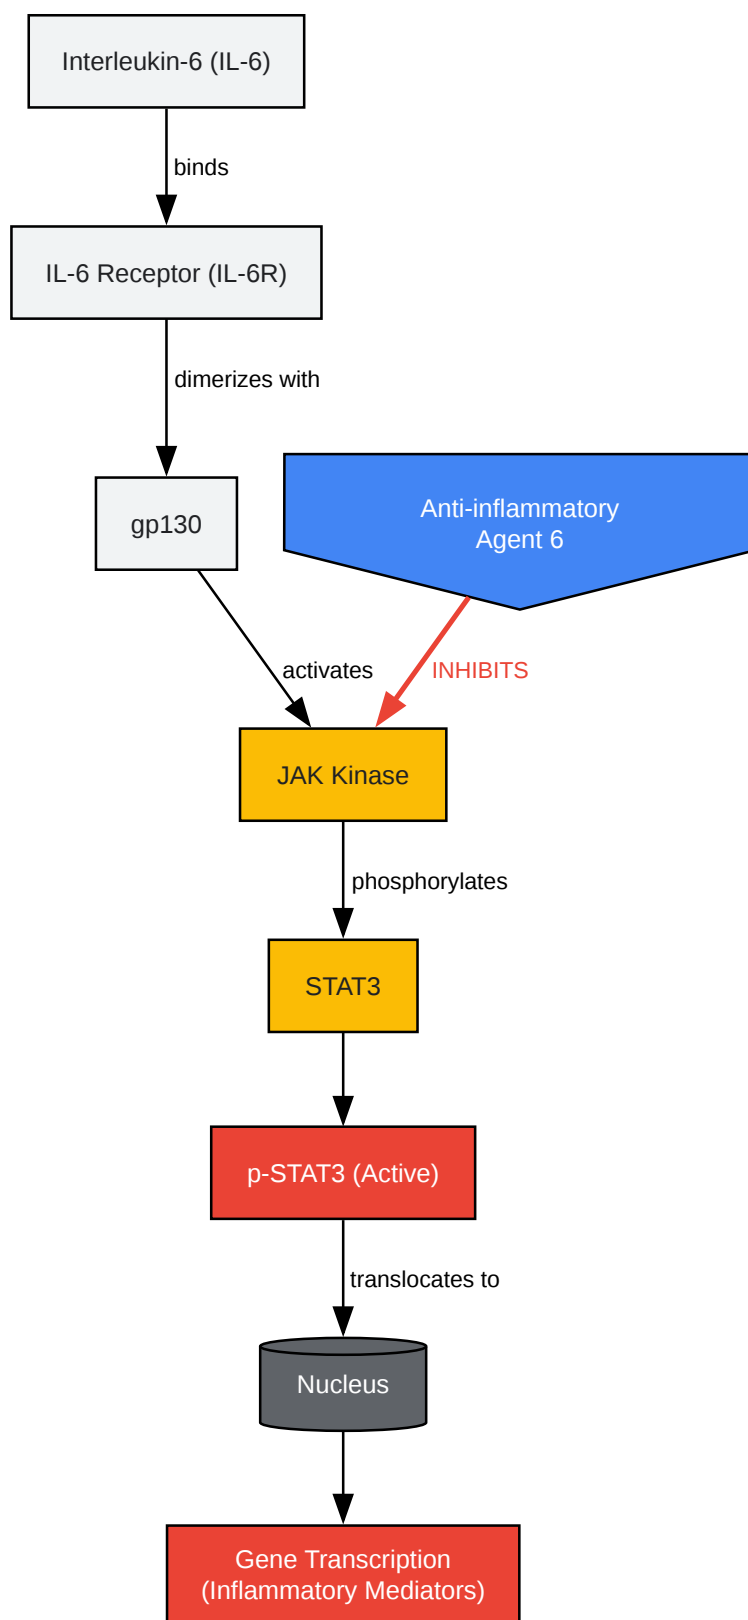 Interleukin-6 (IL-6)
binds
IL-6 Receptor (IL-6R)
dimerizes with
gp130
Anti-inflammatory
Agent 6
activates
INHIBITS
JAK Kinase
phosphorylates
STAT3
p-STAT3 (Active)
translocates to
Nucleus
Gene Transcription
(Inflammatory Mediators)